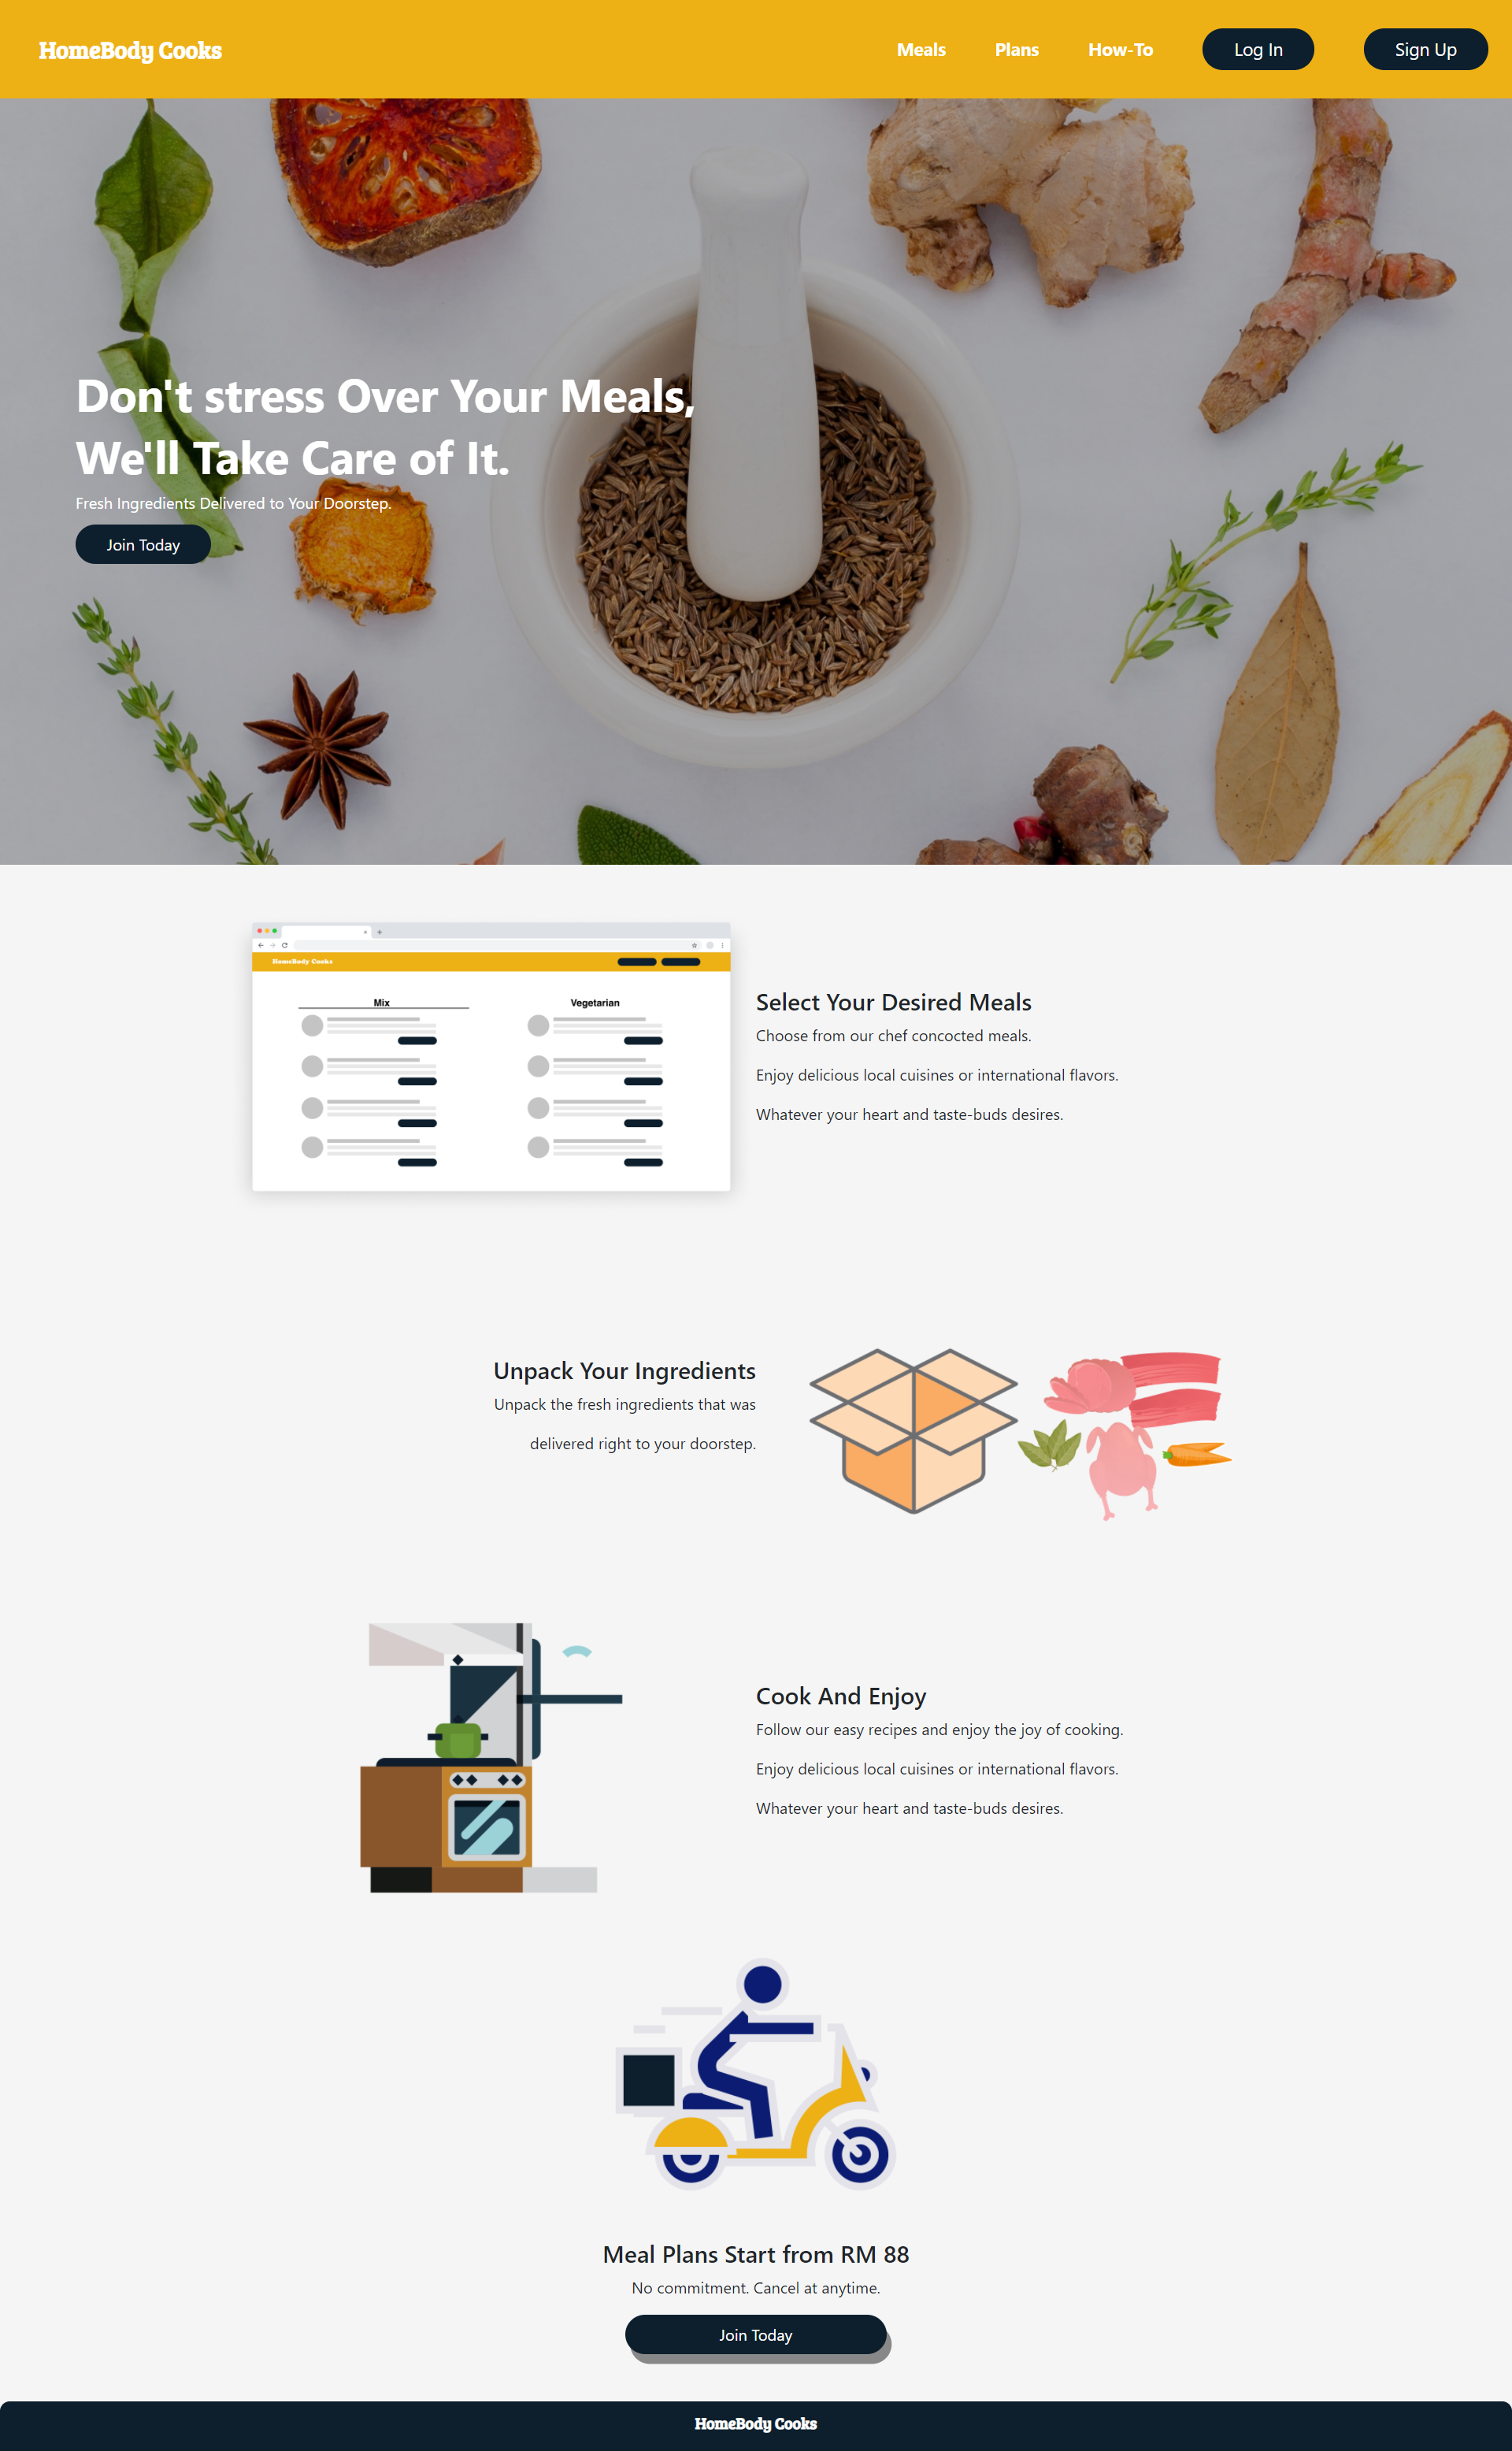 HomeBody Cooks
Meals
Plans
How-To
Log In
Sign Up
Don't stress Over Your Meals,
We'll Take Care of It.
Fresh Ingredients Delivered to Your Doorstep.
Join Today
HomeBody Cooks
Mix
Vegetarian
Select Your Desired Meals
Choose from our chef concocted meals.
Enjoy delicious local cuisines or international flavors.
Whatever your heart and taste-buds desires.
Unpack Your Ingredients
Unpack the fresh ingredients that was
delivered right to your doorstep.
Cook And Enjoy
Follow our easy recipes and enjoy the joy of cooking.
Enjoy delicious local cuisines or international flavors.
Whatever your heart and taste-buds desires.
Meal Plans Start from RM 88
No commitment. Cancel at anytime.
Join Today
HomeBody Cooks